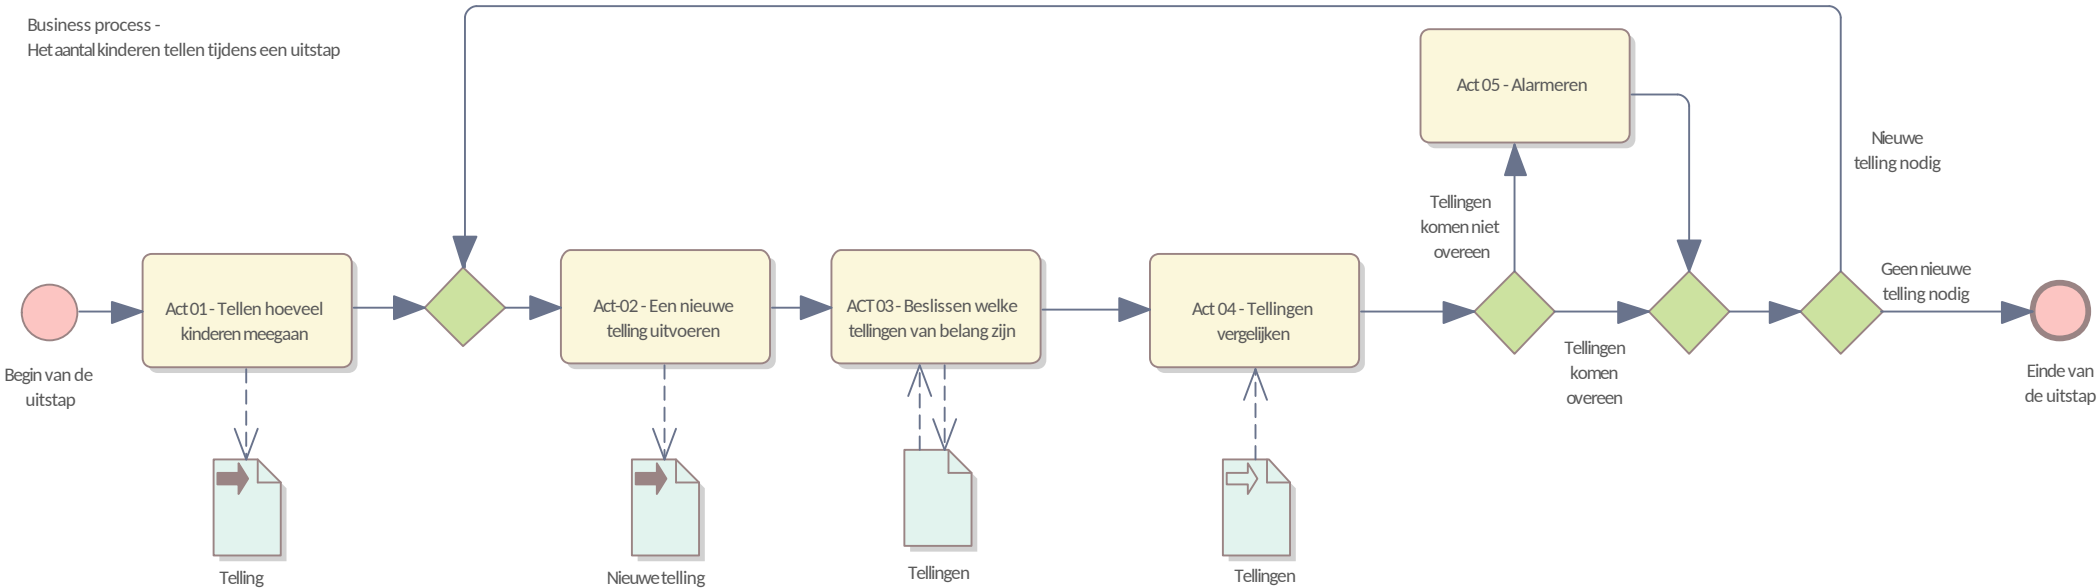 Business process -
Het aantal kinderen tellen tijdens een uitstap
Act 05 - Alarmeren
Nieuwe
telling nodig
Tellingen
komen niet
overeen
Geen nieuwe
telling nodig
Act 01 - Tellen hoeveel
kinderen meegaan
Act-02 - Een nieuwe
telling uitvoeren
ACT 03 - Beslissen welke
tellingen van belang zijn
Act 04 - Tellingen
vergelijken
Tellingen
komen
overeen
Begin van de
uitstap
Einde van
de uitstap
Telling
Nieuwe telling
Tellingen
Tellingen